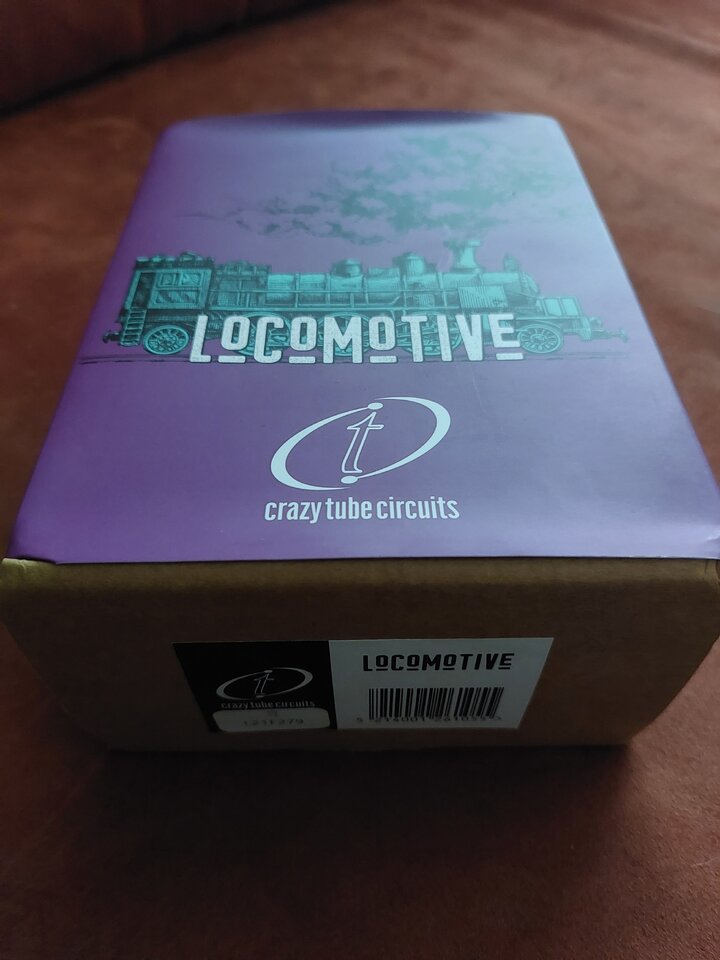 LOCOMOTIVE
t
crazy tube circuits
LOCOMOTIVE
t
crazy tube circuits